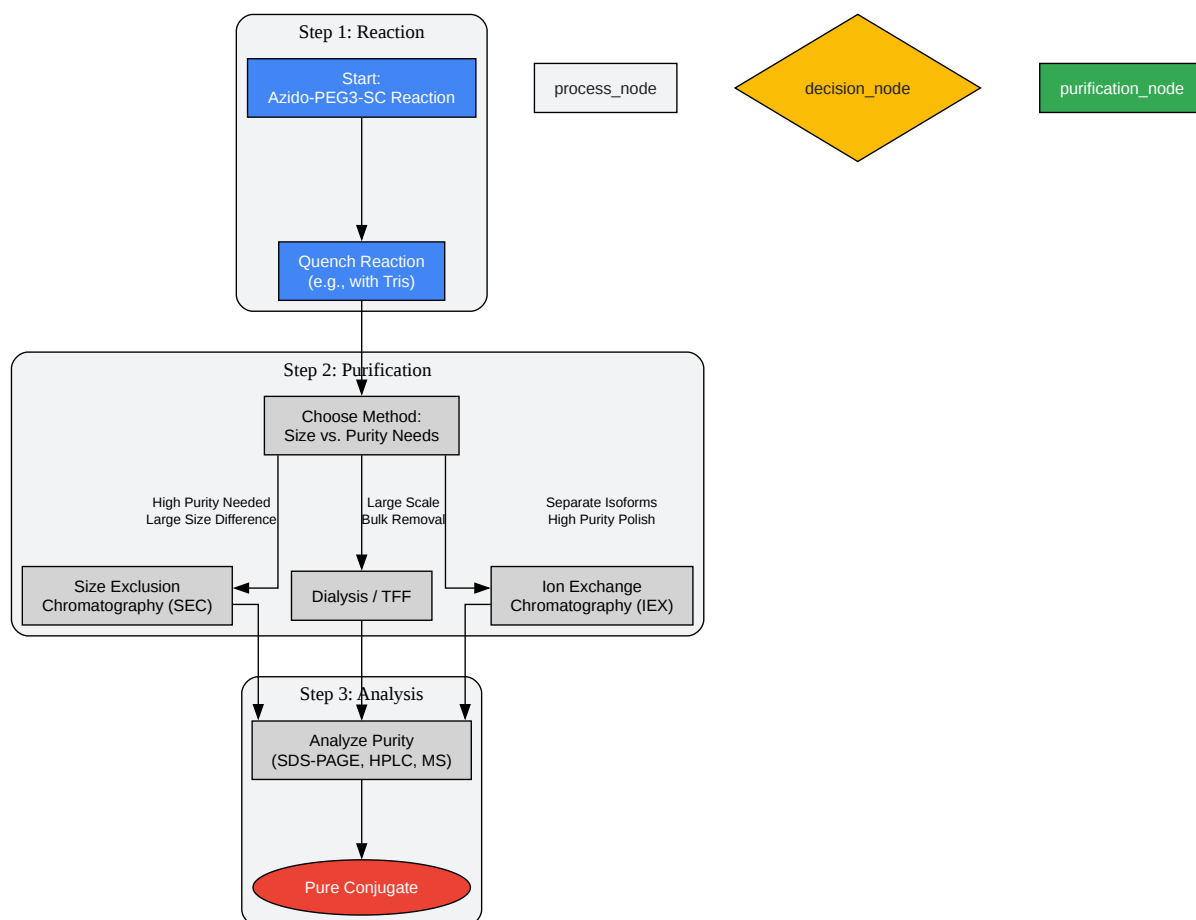 Step 1: Reaction
Start:
Azido-PEG3-SC Reaction
process_node
decision_node
purification_node
Quench Reaction
(e.g., with Tris)
Step 2: Purification
Choose Method:
Size vs. Purity Needs
High Purity Needed
Large Size Difference
Large Scale
Bulk Removal
Separate Isoforms
High Purity Polish
Size Exclusion
Chromatography (SEC)
Dialysis / TFF
Ion Exchange
Chromatography (IEX)
Step 3: Analysis
Analyze Purity
(SDS-PAGE, HPLC, MS)
Pure Conjugate